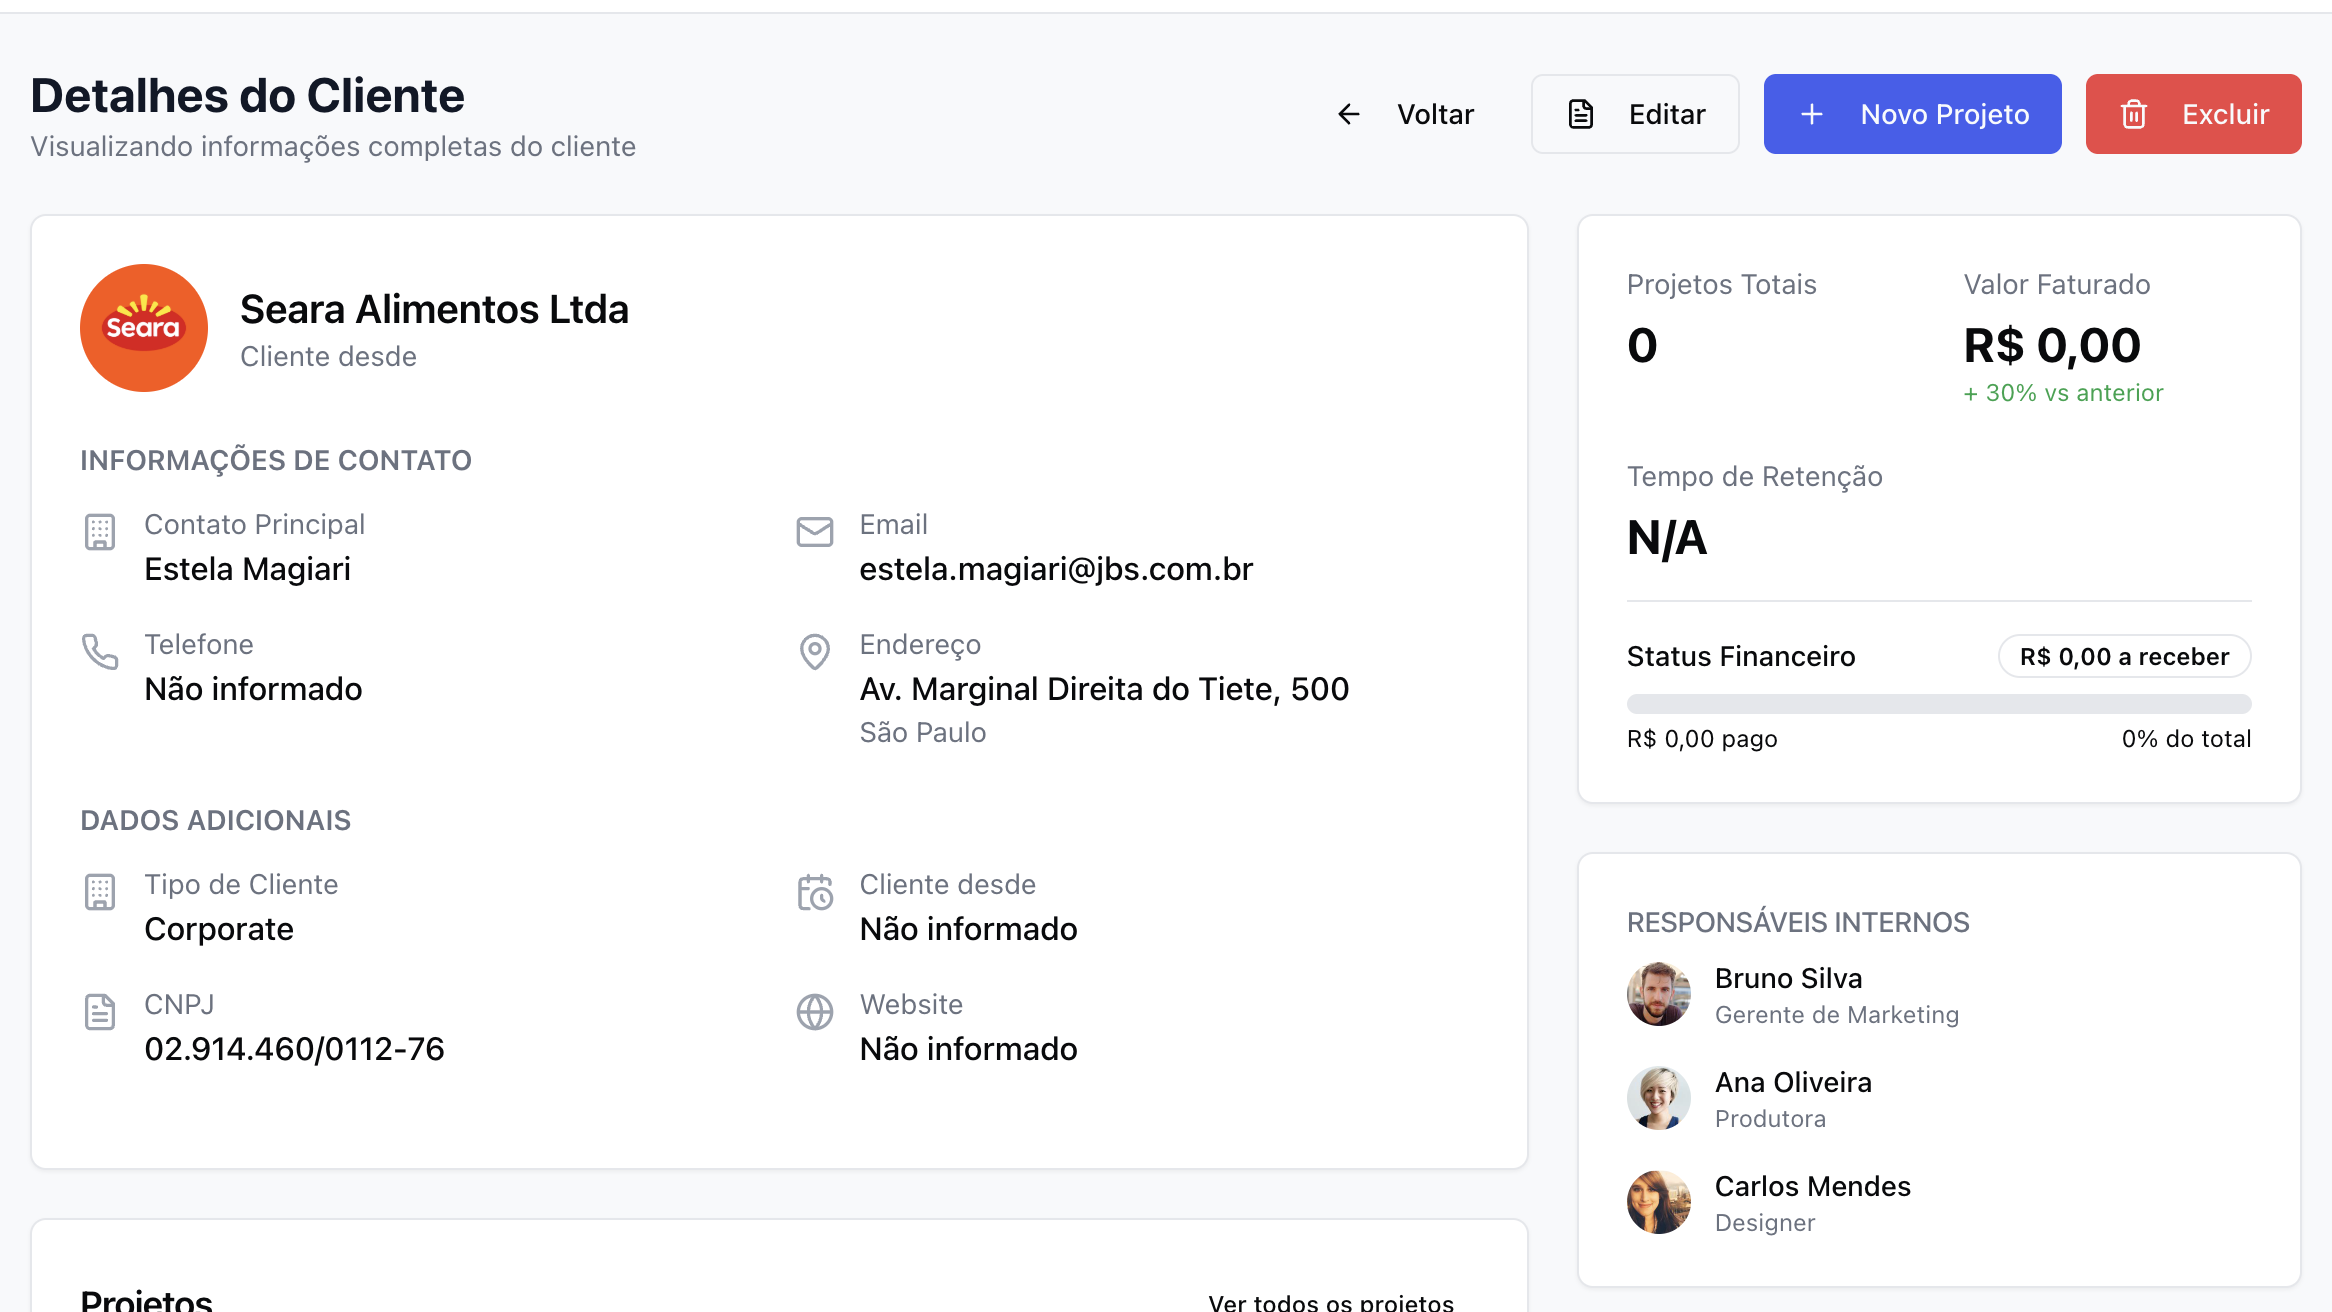 Detalhes do Cliente
Visualizando informações completas do cliente
Voltar
Editar
Novo Projeto
Excluir
Seara
Seara Alimentos Ltda
Cliente desde
INFORMAÇÕES DE CONTATO
Contato Principal
Estela Magiari
Email
estela.magiari@jbs.com.br
Telefone
Não informado
Endereço
Av. Marginal Direita do Tiete, 500
São Paulo
DADOS ADICIONAIS
Tipo de Cliente
Corporate
Cliente desde
Não informado
CNPJ
02.914.460/0112-76
Website
Não informado
Projetos
Ver todos os projetos
Projetos Totais
0
Valor Faturado
R$ 0,00
+ 30% vs anterior
Tempo de Retenção
N/A
Status Financeiro
R$ 0,00 a receber
R$ 0,00 pago
0% do total
RESPONSÁVEIS INTERNOS
Bruno Silva
Gerente de Marketing
Ana Oliveira
Produtora
Carlos Mendes
Designer